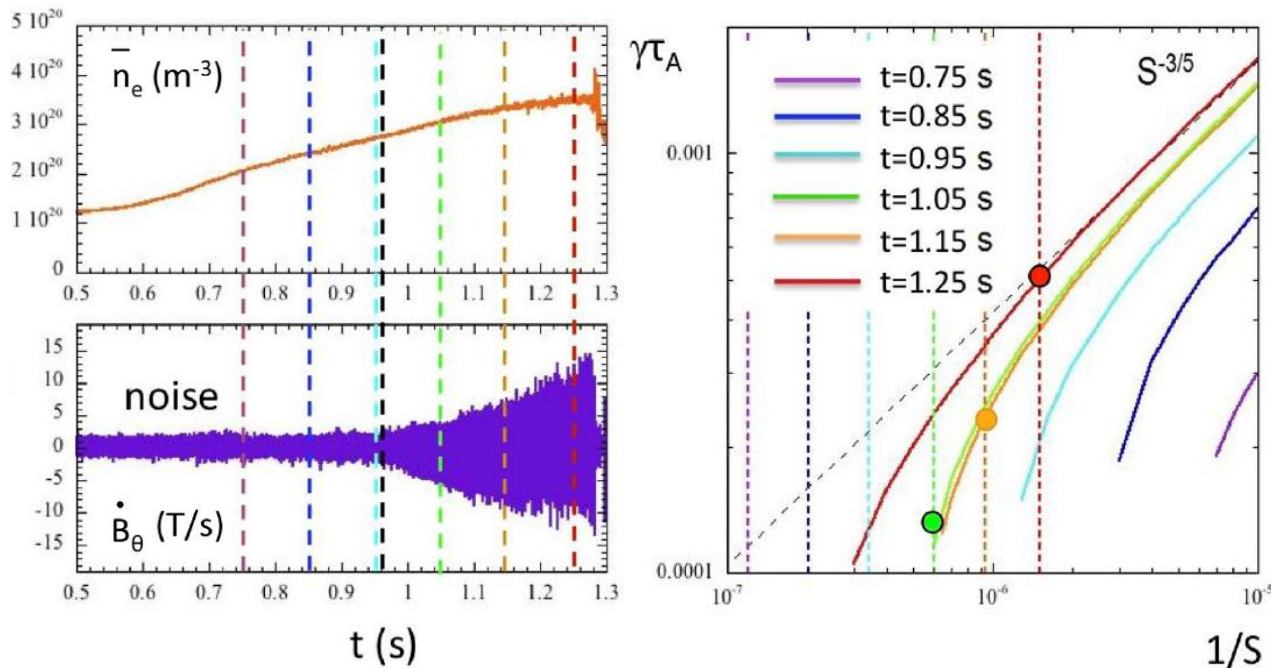 5 10²⁰
4 10²⁰
3 10²⁰
2 10²⁰
1 10²⁰
0
n̅ₑ (m⁻³)
0.5 0.6 0.7 0.8 0.9 1 1.1 1.2 1.3
15
10
5
0
-5
-10
-15
noise
Ḃθ (T/s)
0.5 0.6 0.7 0.8 0.9 1 1.1 1.2 1.3
t (s)
γτ_A
0.001
0.0001
S⁻³ᐟ⁵
t=0.75 s
t=0.85 s
t=0.95 s
t=1.05 s
t=1.15 s
t=1.25 s
10⁻⁷ 10⁻⁶ 10⁻⁵
1/S